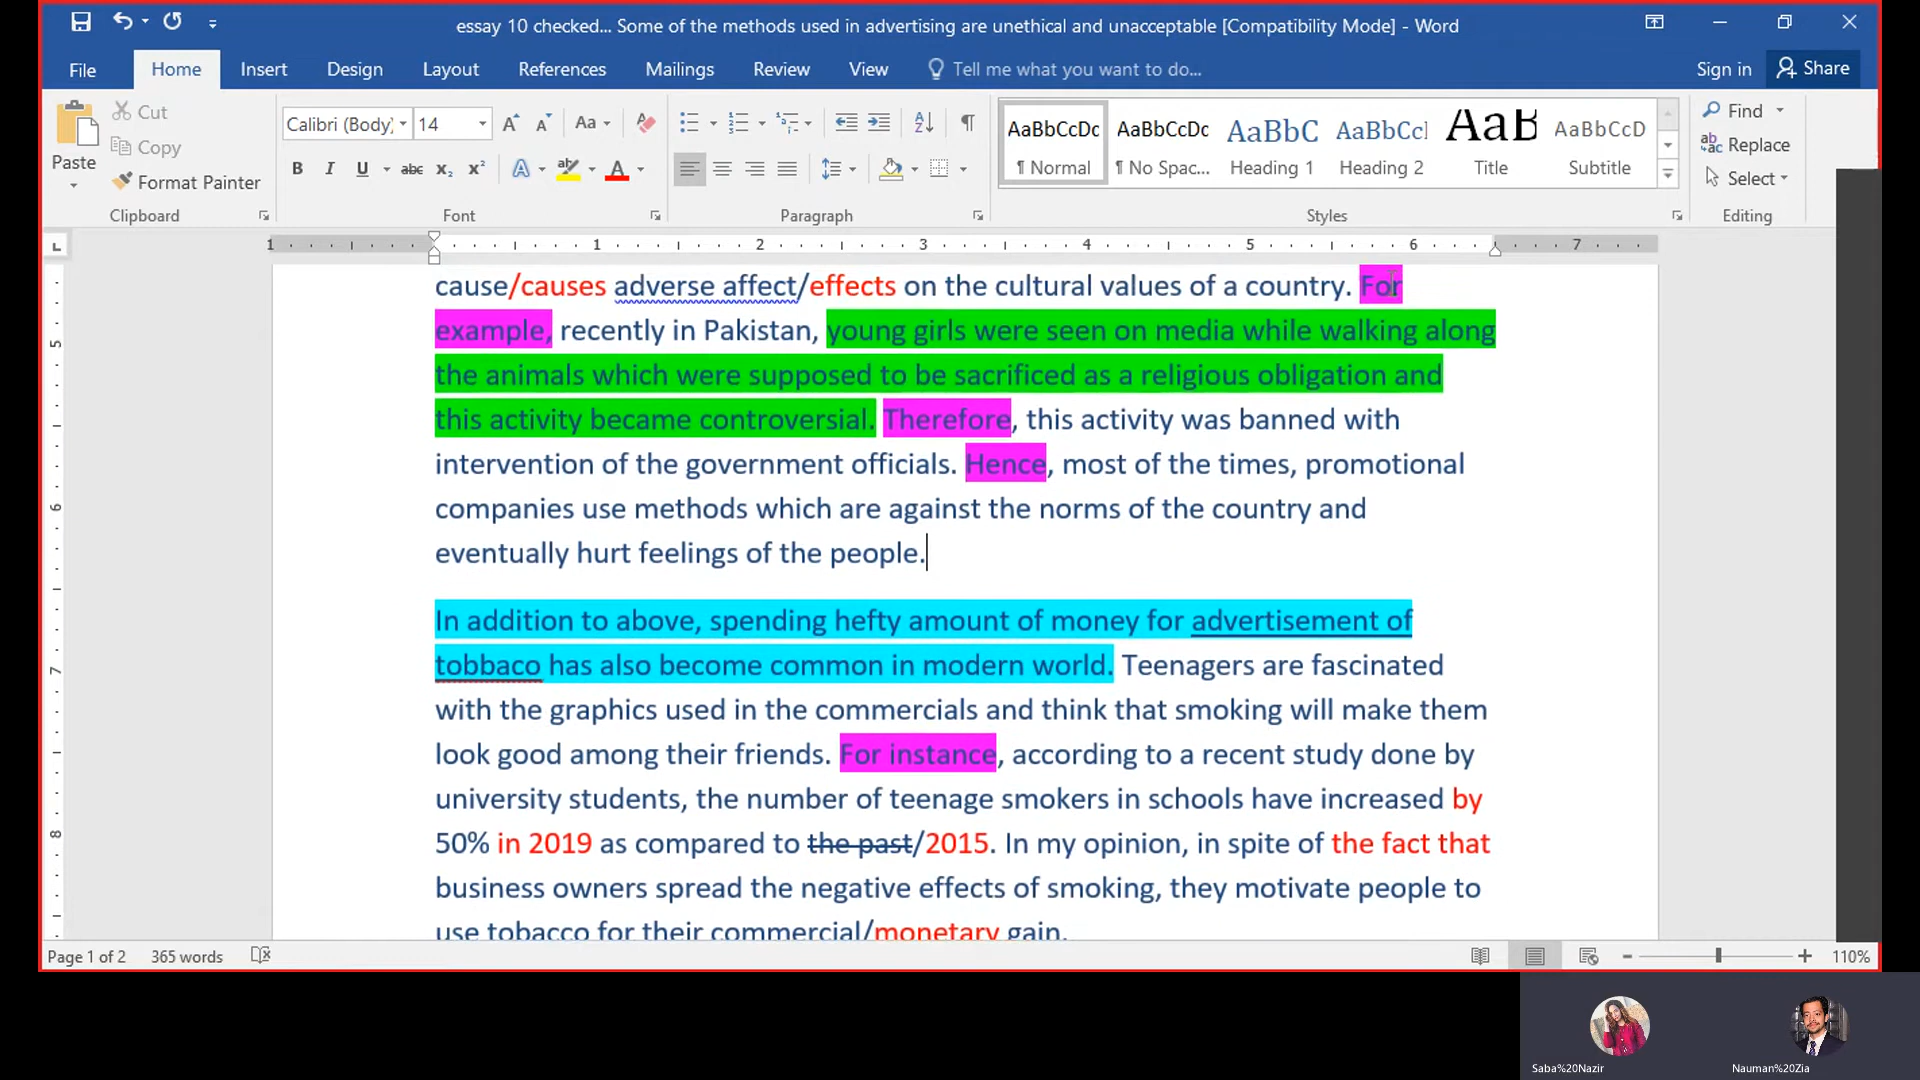 essay 10 checked... Some of the methods used in advertising are unethical and unacceptable [Compatibility Mode] - Word
File Home Insert Design Layout References Mailings Review View Tell me what you want to do... Sign in Share
Cut
Copy
Paste
Format Painter
Clipboard
Calibri (Body) 14
Font
Paragraph
AaBbCcDc AaBbCcDc AaBbC AaBbCcl AaB AaBbCcD
¶ Normal ¶ No Spac... Heading 1 Heading 2 Title Subtitle
Styles
Find
Replace
Select
Editing
1 1 2 3 4 5 6 7
cause/causes adverse affect/effects on the cultural values of a country. For
example, recently in Pakistan, young girls were seen on media while walking along
the animals which were supposed to be sacrificed as a religious obligation and
this activity became controversial. Therefore, this activity was banned with
intervention of the government officials. Hence, most of the times, promotional
companies use methods which are against the norms of the country and
eventually hurt feelings of the people.
In addition to above, spending hefty amount of money for advertisement of
tobbaco has also become common in modern world. Teenagers are fascinated
with the graphics used in the commercials and think that smoking will make them
look good among their friends. For instance, according to a recent study done by
university students, the number of teenage smokers in schools have increased by
50% in 2019 as compared to the past/2015. In my opinion, in spite of the fact that
business owners spread the negative effects of smoking, they motivate people to
use tobacco for their commercial/monetary gain.
5
6
7
8
Page 1 of 2 365 words 110%
Saba%20Nazir Nauman%20Zia